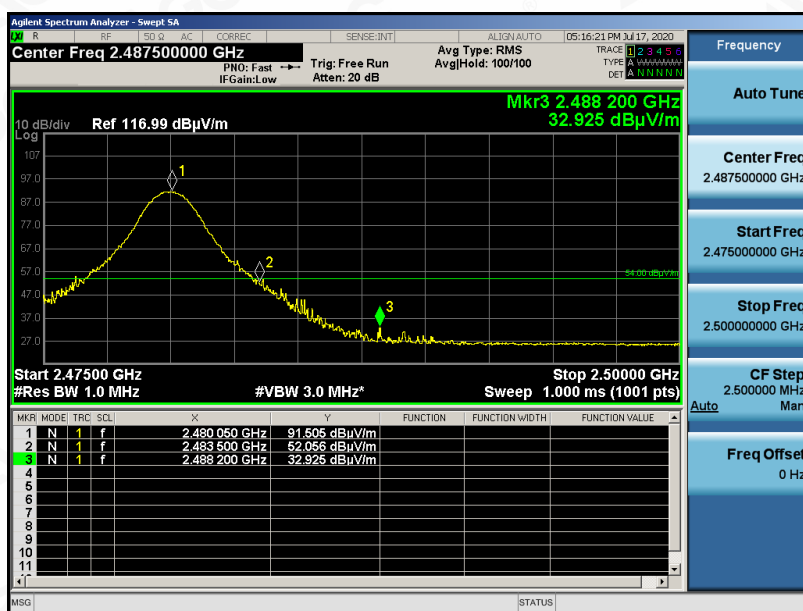 Agilent Spectrum Analyzer - Swept SA
LXI R RF 50 Ω AC CORREC SENSE:INT ALIGN AUTO 05:16:21 PM Jul 17, 2020
Center Freq 2.487500000 GHz Avg Type: RMS TRACE 1 2 3 4 5 6
PNO: Fast Trig: Free Run Avg|Hold: 100/100 TYPE A WWWWW
IFGain:Low Atten: 20 dB DET A N N N N N
Mkr3 2.488 200 GHz
10 dB/div Ref 116.99 dBµV/m 32.925 dBµV/m
Log
107
97.0
87.0
77.0
67.0
57.0
47.0
37.0
27.0
1
2
3
54.00 dBµV/m
Start 2.47500 GHz Stop 2.50000 GHz
#Res BW 1.0 MHz #VBW 3.0 MHz* Sweep 1.000 ms (1001 pts)
MKR MODE TRC SCL X Y FUNCTION FUNCTION WIDTH FUNCTION VALUE
1 N 1 f 2.480 050 GHz 91.505 dBµV/m
2 N 1 f 2.483 500 GHz 52.056 dBµV/m
3 N 1 f 2.488 200 GHz 32.925 dBµV/m
4
5
6
7
8
9
10
11
MSG STATUS
Frequency
Auto Tune
Center Freq
2.487500000 GHz
Start Freq
2.475000000 GHz
Stop Freq
2.500000000 GHz
CF Step
2.500000 MHz
Auto Man
Freq Offset
0 Hz